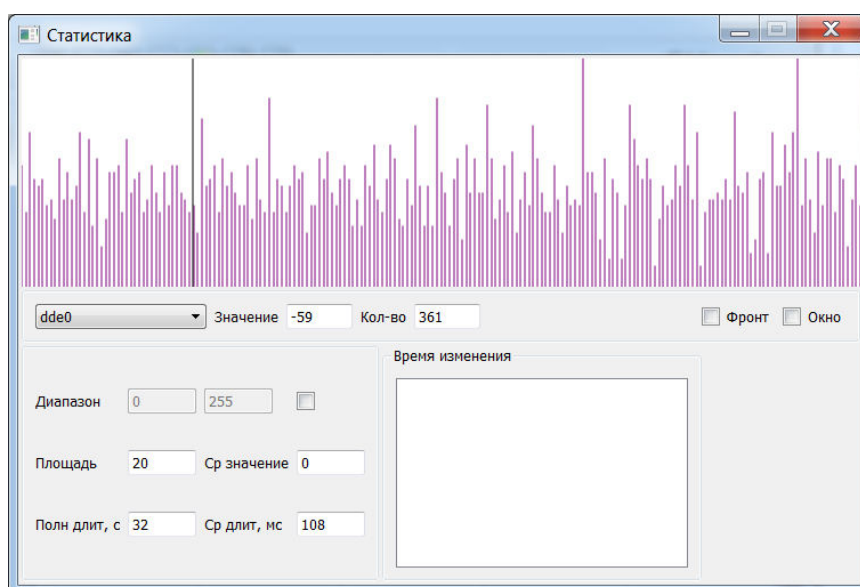 Статистика
dde0 Значение -59 Кол-во 361 Фронт Окно
Время изменения
Диапазон 0 255
Площадь 20 Ср значение 0
Полн длит, с 32 Ср длит, мс 108